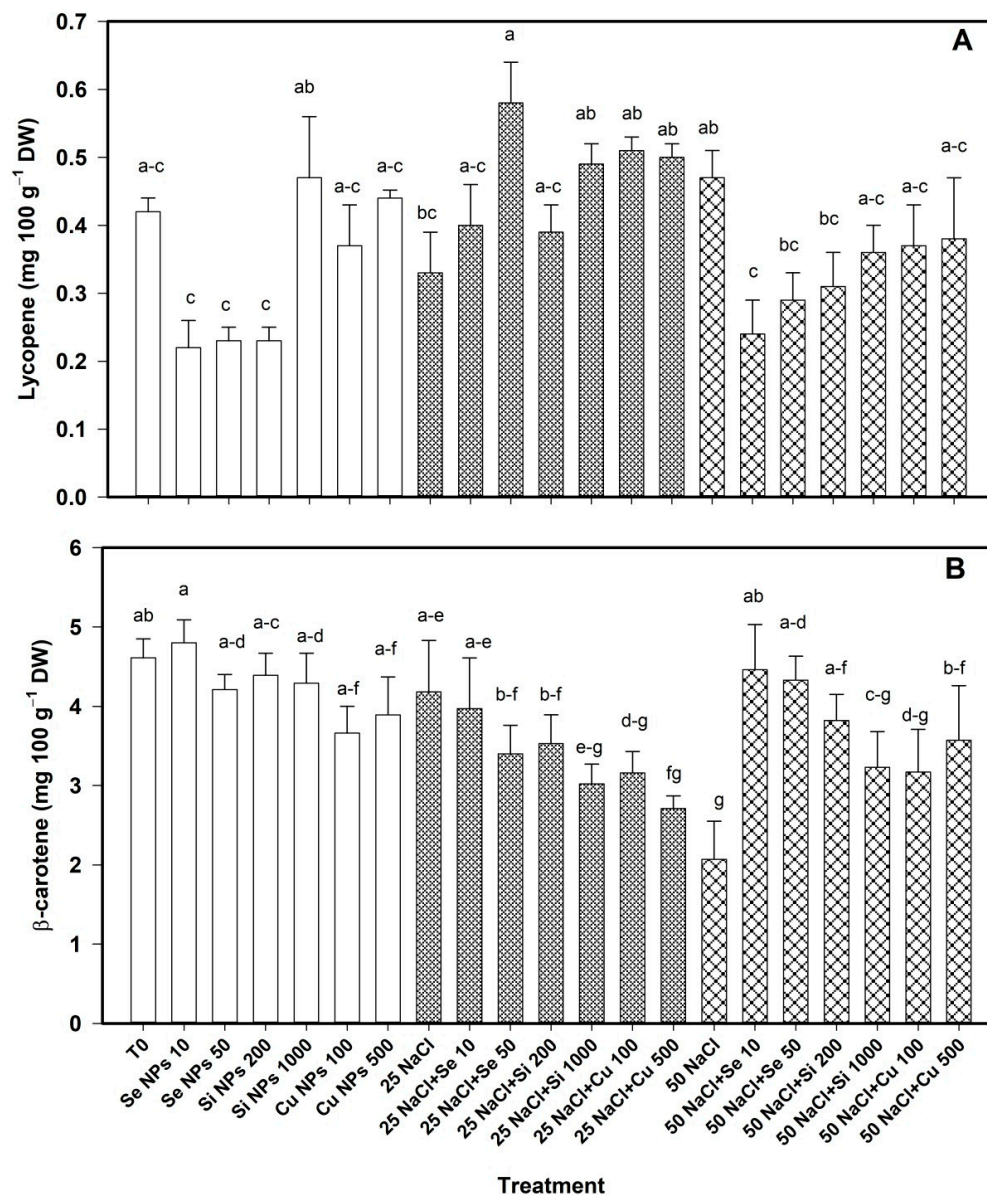 A
Lycopene (mg 100 g⁻¹ DW)
0.7
0.6
0.5
0.4
0.3
0.2
0.1
0.0
a-c
c
c
c
ab
a-c
a-c
bc
a-c
a
a-c
ab
ab
ab
ab
c
bc
bc
a-c
a-c
a-c
B
β-carotene (mg 100 g⁻¹ DW)
6
5
4
3
2
1
0
ab
a
a-d
a-c
a-d
a-f
a-f
a-e
a-e
b-f
b-f
e-g
d-g
fg
g
ab
a-d
a-f
c-g
d-g
b-f
T0
Se NPs 10
Se NPs 50
Si NPs 200
Si NPs 1000
Cu NPs 100
Cu NPs 500
25 NaCl
25 NaCl+Se 10
25 NaCl+Se 50
25 NaCl+Si 200
25 NaCl+Si 1000
25 NaCl+Cu 100
25 NaCl+Cu 500
50 NaCl
50 NaCl+Se 10
50 NaCl+Se 50
50 NaCl+Si 200
50 NaCl+Si 1000
50 NaCl+Cu 100
50 NaCl+Cu 500
Treatment